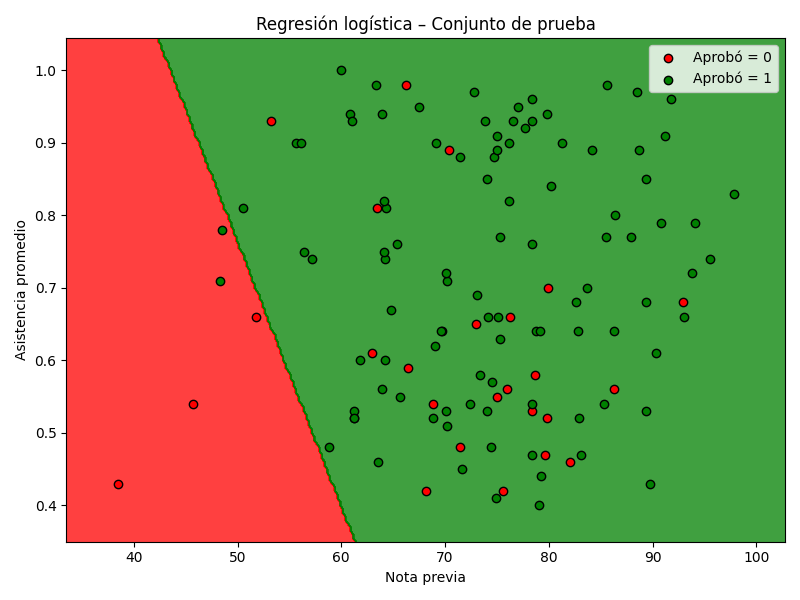 Regresión logística – Conjunto de prueba
Aprobó = 0
Aprobó = 1
Asistencia promedio
1.0
0.9
0.8
0.7
0.6
0.5
0.4
40 50 60 70 80 90 100
Nota previa